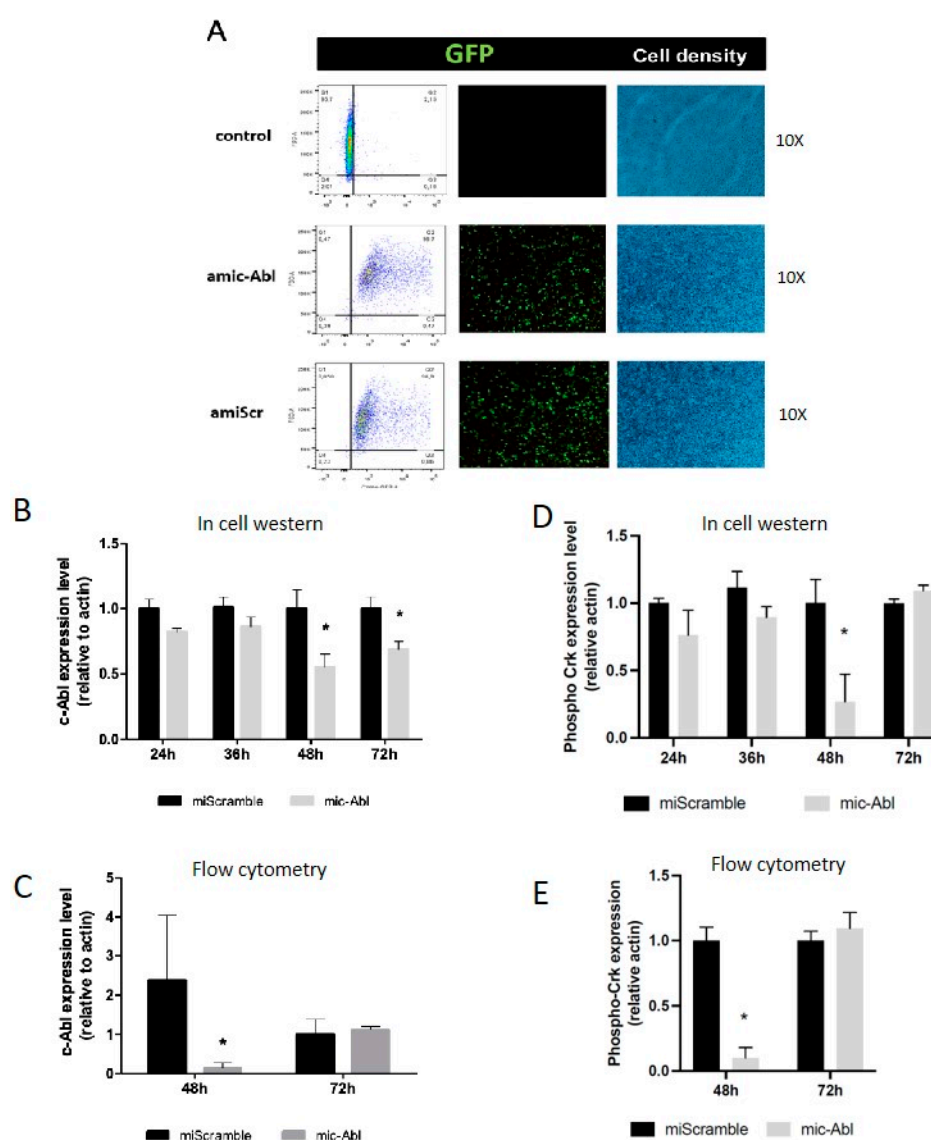 A
GFP
Cell density
control
10X
amic-Abl
10X
amiScr
10X
B
In cell western
c-Abl expression level
(relative to actin)
1.5
1.0
0.5
0.0
24h 36h 48h 72h
* *
miScramble mic-Abl
D
In cell western
Phospho Crk expression level
(relative actin)
1.5
1.0
0.5
0.0
24h 36h 48h 72h
*
miScramble mic-Abl
C
Flow cytometry
c-Abl expression level
(relative to actin)
5
4
3
2
1
0
48h 72h
*
miScramble mic-Abl
E
Flow cytometry
Phospho-Crk expression
(relative actin)
1.5
1.0
0.5
0.0
48h 72h
*
miScramble mic-Abl